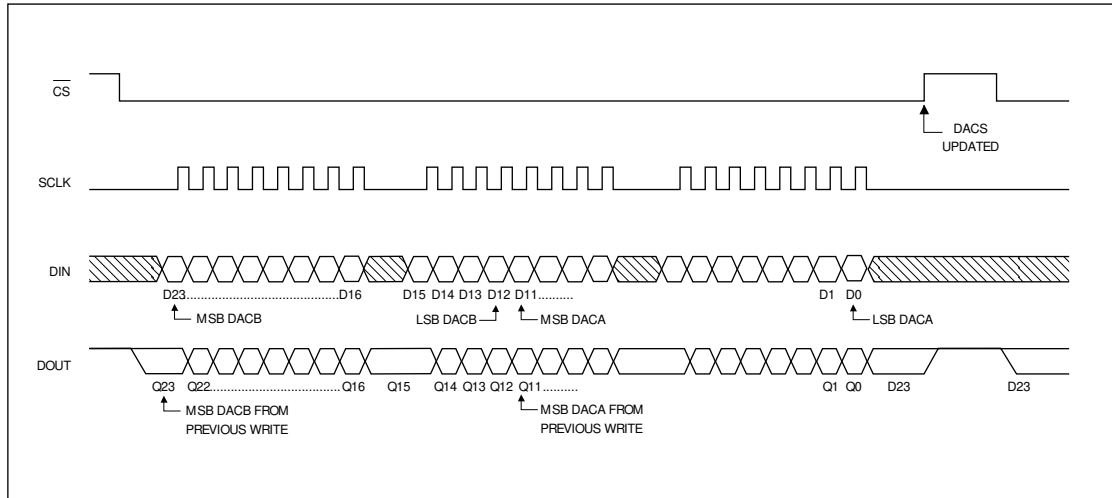 CS
DACS
UPDATED
SCLK
DIN
D23.......................................D16 D15 D14 D13 D12 D11.......... D1 D0
MSB DACB LSB DACB MSB DACA LSB DACA
DOUT
Q23 Q22..................................Q16 Q15 Q14 Q13 Q12 Q11.......... Q1 Q0 D23 D23
MSB DACB FROM
PREVIOUS WRITE
MSB DACA FROM
PREVIOUS WRITE